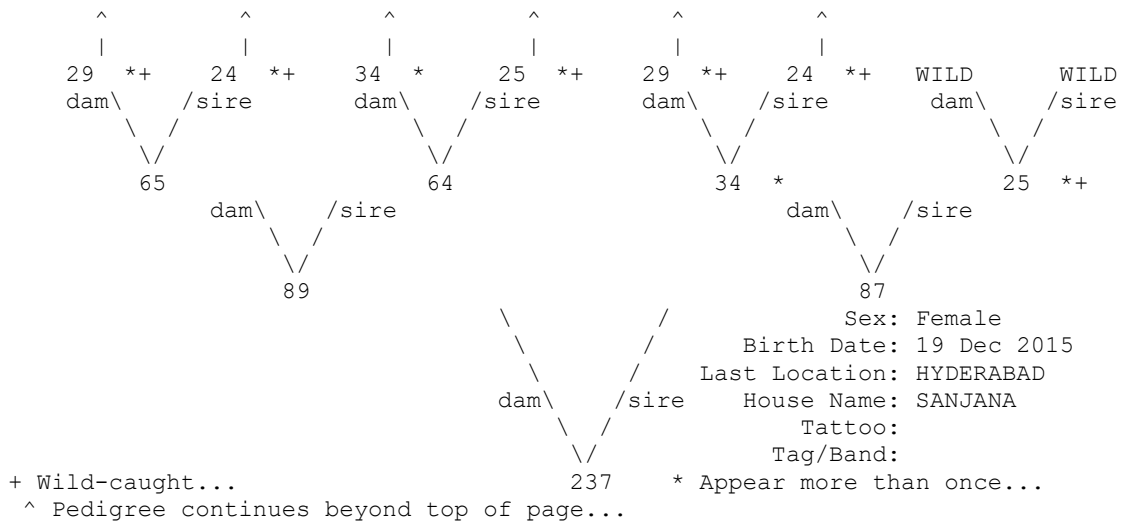 ^ ^ ^ ^ ^ ^
| | | | | |
29 *+ 24 *+ 34 * 25 *+ 29 *+ 24 *+ WILD WILD
dam\ /sire dam\ /sire dam\ /sire dam\ /sire
\ / \ / \ / \ /
\/ \/ \/ \/
65 64 34 * 25 *+
dam\ /sire dam\ /sire
\ / \ /
\/ \/
89 87
\ / Sex: Female
\ / Birth Date: 19 Dec 2015
\ / Last Location: HYDERABAD
dam\ /sire House Name: SANJANA
\ / Tattoo:
\/ Tag/Band:
+ Wild-caught... 237 * Appear more than once...
^ Pedigree continues beyond top of page...